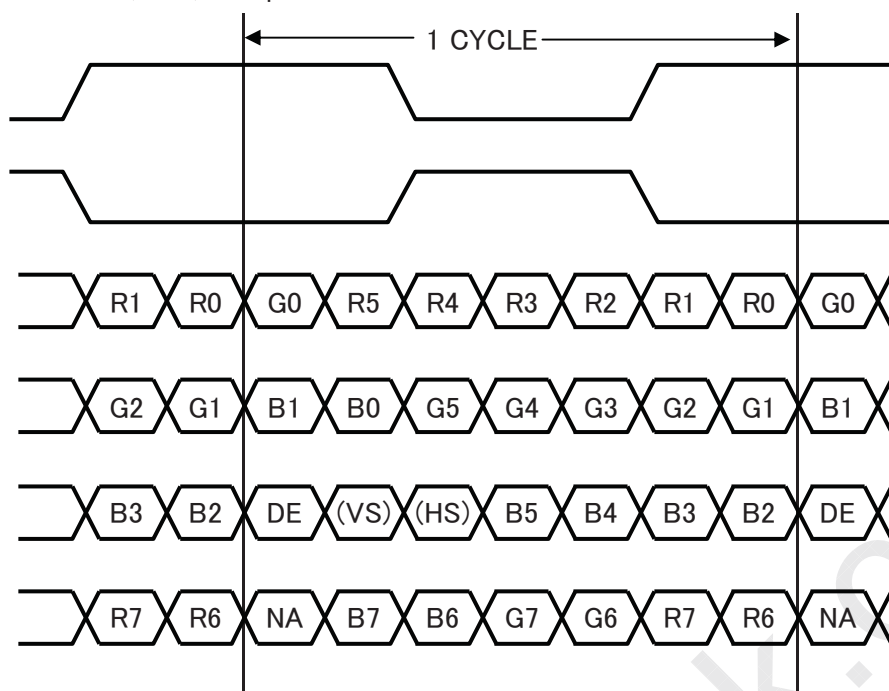 1 CYCLE
R1 R0 G0 R5 R4 R3 R2 R1 R0 G0
G2 G1 B1 B0 G5 G4 G3 G2 G1 B1
B3 B2 DE (VS) (HS) B5 B4 B3 B2 DE
R7 R6 NA B7 B6 G7 G6 R7 R6 NA